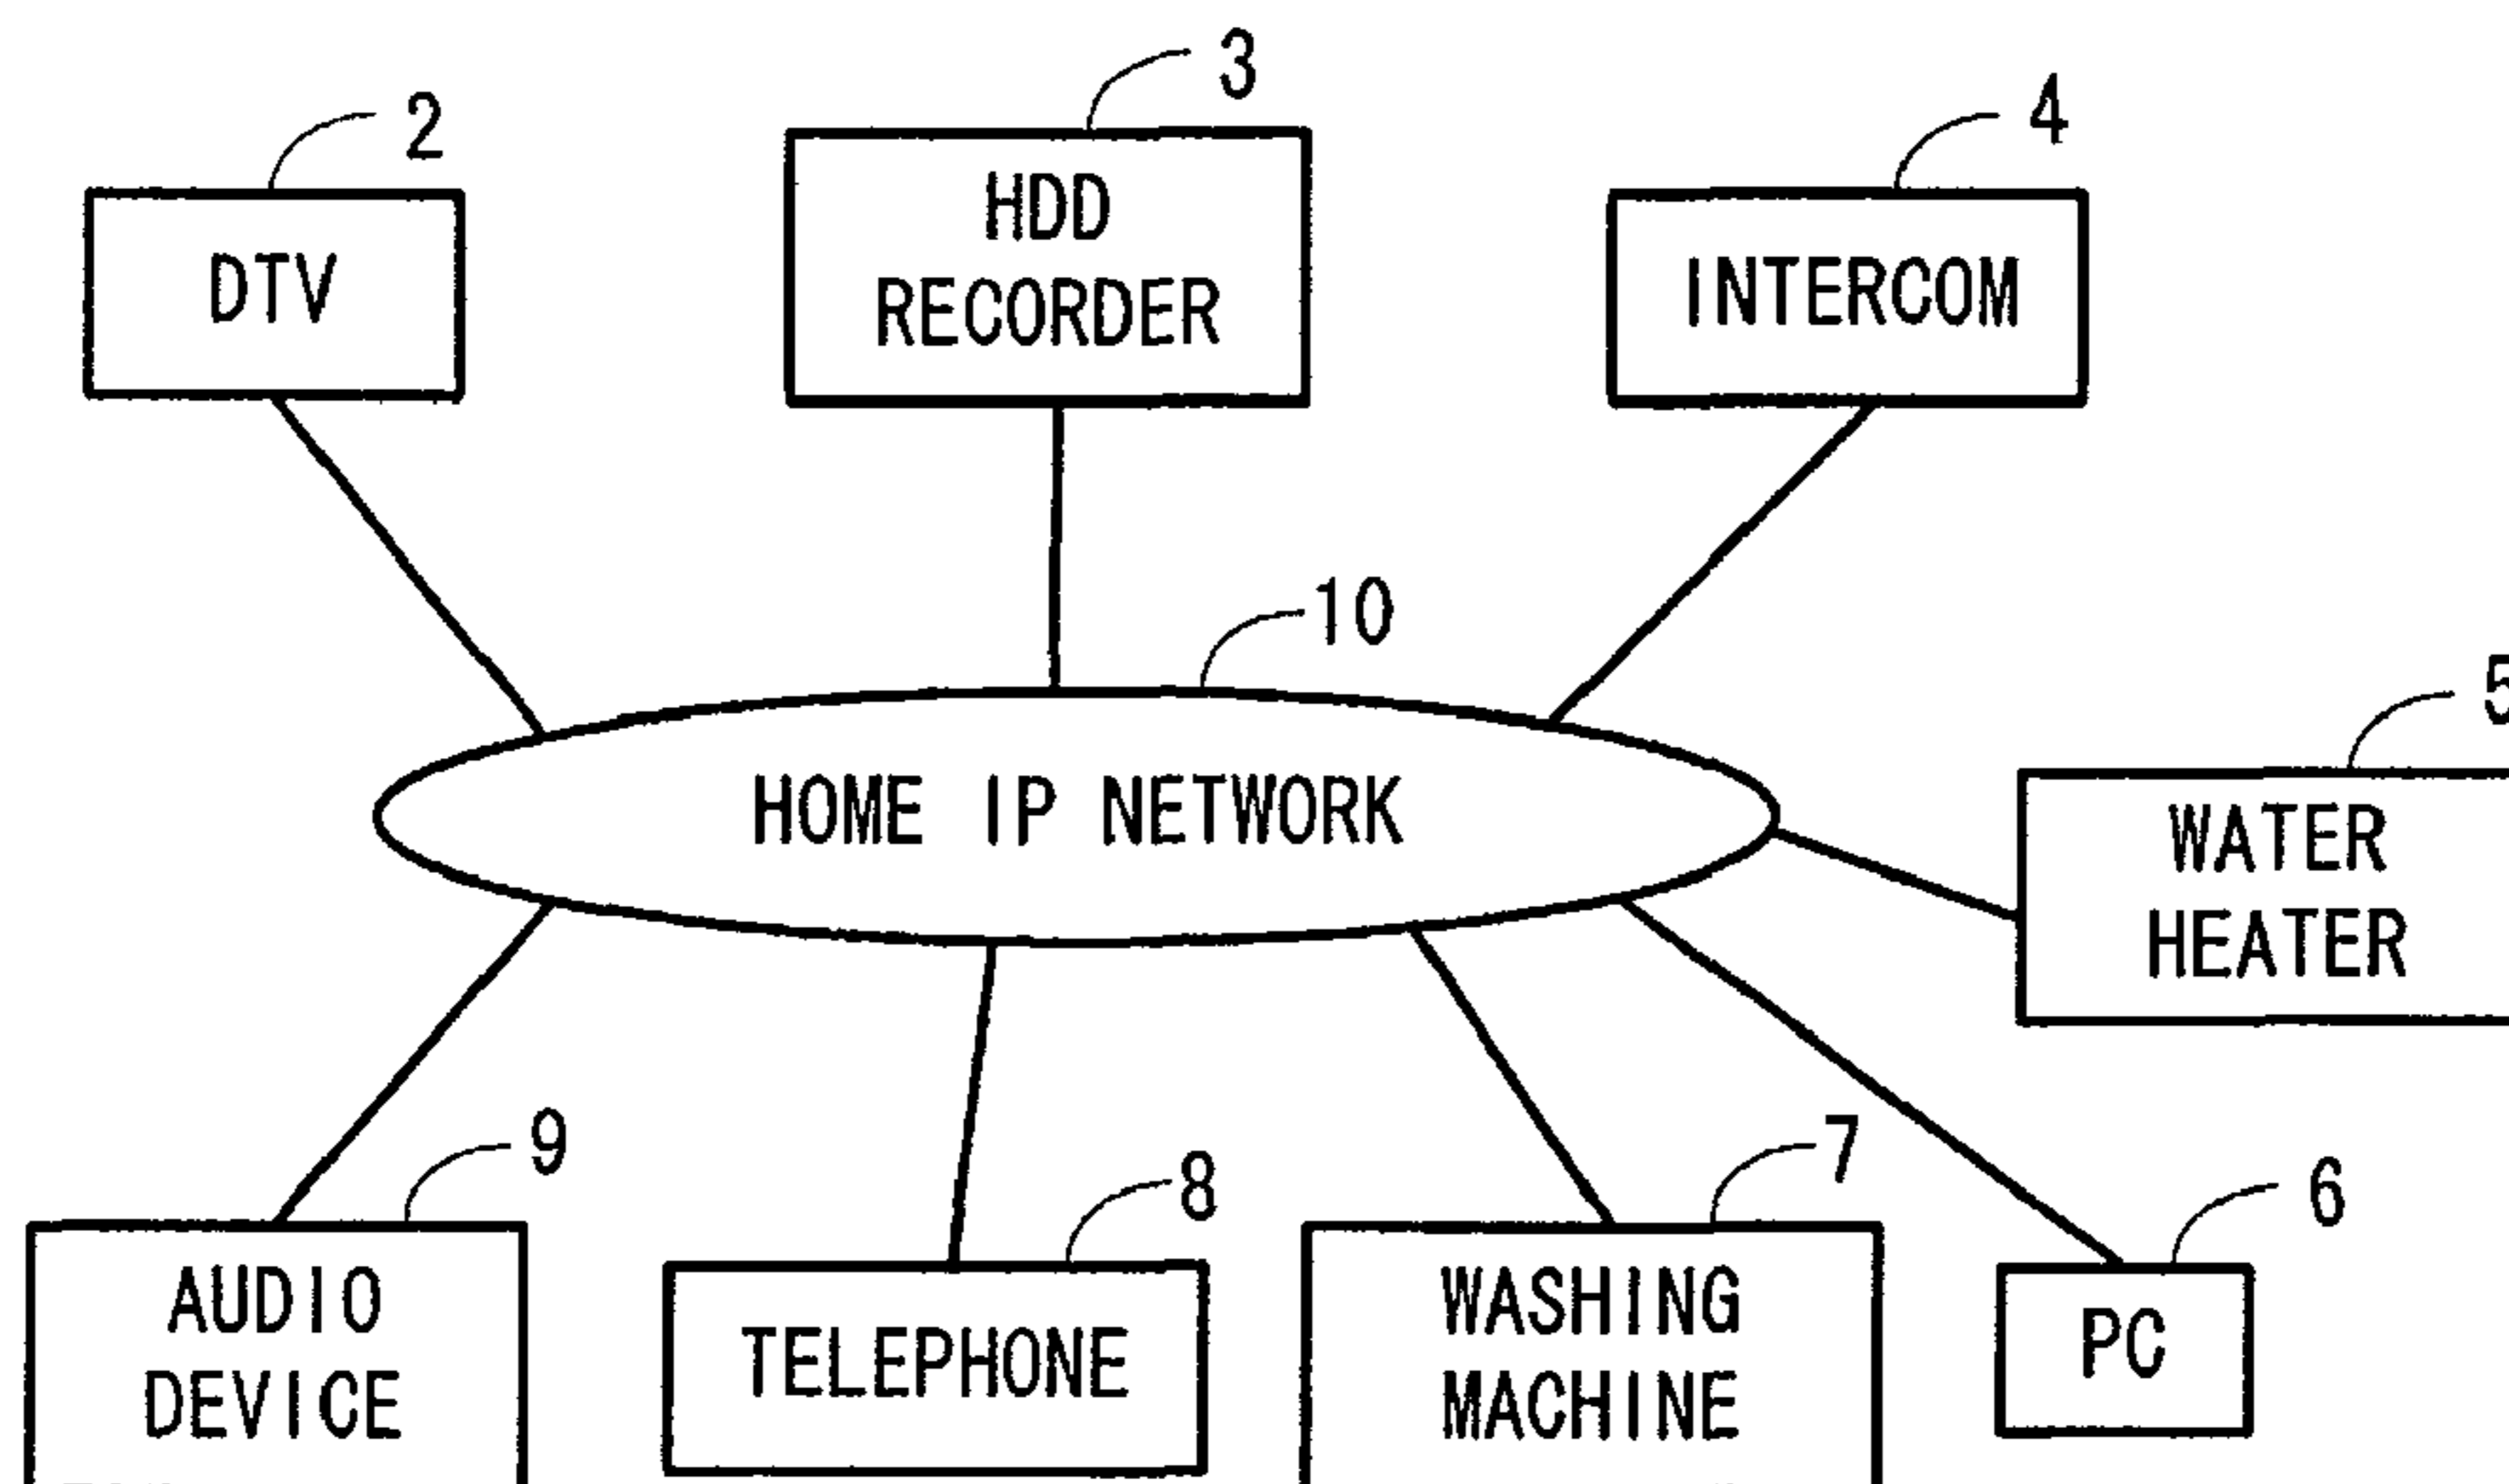 3
2
4
HDD
DTV
INTERCOM
RECORDER
10
5
HOME IP NETWORK
WATER
HEATER
9
7
8
6
AUDIO
WASHING
PC
TELEPHONE
DEVICE
MACHINE